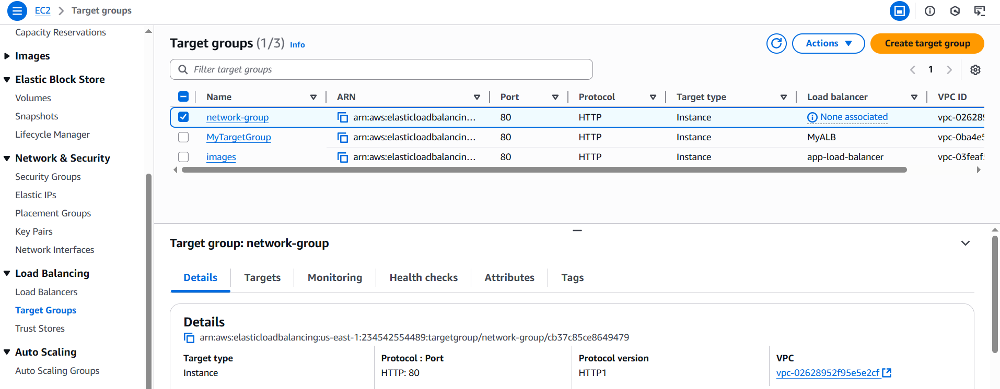 EC2 > Target groups
Capacity Reservations
Images
Elastic Block Store
Volumes
Snapshots
Lifecycle Manager
Network & Security
Security Groups
Elastic IPs
Placement Groups
Key Pairs
Network Interfaces
Load Balancing
Load Balancers
Target Groups
Trust Stores
Auto Scaling
Auto Scaling Groups
Target groups (1/3) Info
Actions
Create target group
Filter target groups
1
Name ARN Port Protocol Target type Load balancer VPC ID
network-group arn:aws:elasticloadbalancin... 80 HTTP Instance None associated vpc-02628
MyTargetGroup arn:aws:elasticloadbalancin... 80 HTTP Instance MyALB vpc-0ba4e5
images arn:aws:elasticloadbalancin... 80 HTTP Instance app-load-balancer vpc-03feaf
Target group: network-group
Details Targets Monitoring Health checks Attributes Tags
Details
arn:aws:elasticloadbalancing:us-east-1:234542554489:targetgroup/network-group/cb37c85ce8649479
Target type Protocol : Port Protocol version VPC
Instance HTTP: 80 HTTP1 vpc-02628952f95e5e2cf